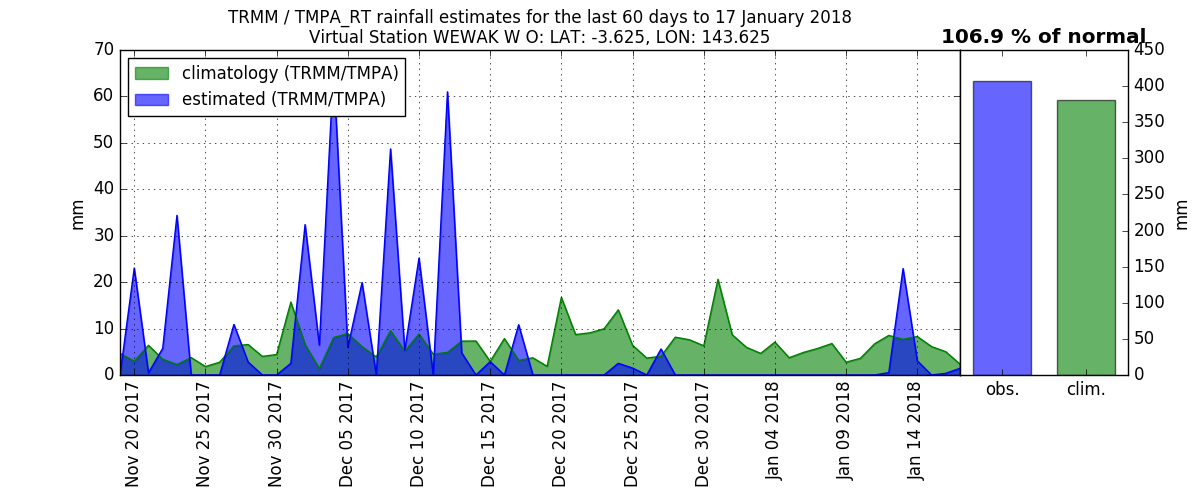 TRMM / TMPA_RT rainfall estimates for the last 60 days to 17 January 2018
Virtual Station WEWAK W O: LAT: -3.625, LON: 143.625
106.9 % of normal
climatology (TRMM/TMPA)
estimated (TRMM/TMPA)
70
60
50
40
30
20
10
0
mm
Nov 20 2017
Nov 25 2017
Nov 30 2017
Dec 05 2017
Dec 10 2017
Dec 15 2017
Dec 20 2017
Dec 25 2017
Dec 30 2017
Jan 04 2018
Jan 09 2018
Jan 14 2018
450
400
350
300
250
200
150
100
50
0
mm
obs.
clim.